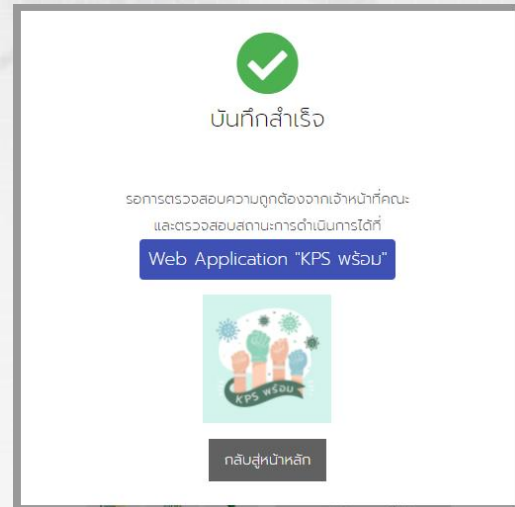 บันทึกสำเร็จ
รอการตรวจสอบความถูกต้องจากเจ้าหน้าที่คณะ
และตรวจสอบสถานะการดำเนินการได้ที่
Web Application "KPS พร้อม"
KPS พร้อม
กลับสู่หน้าหลัก